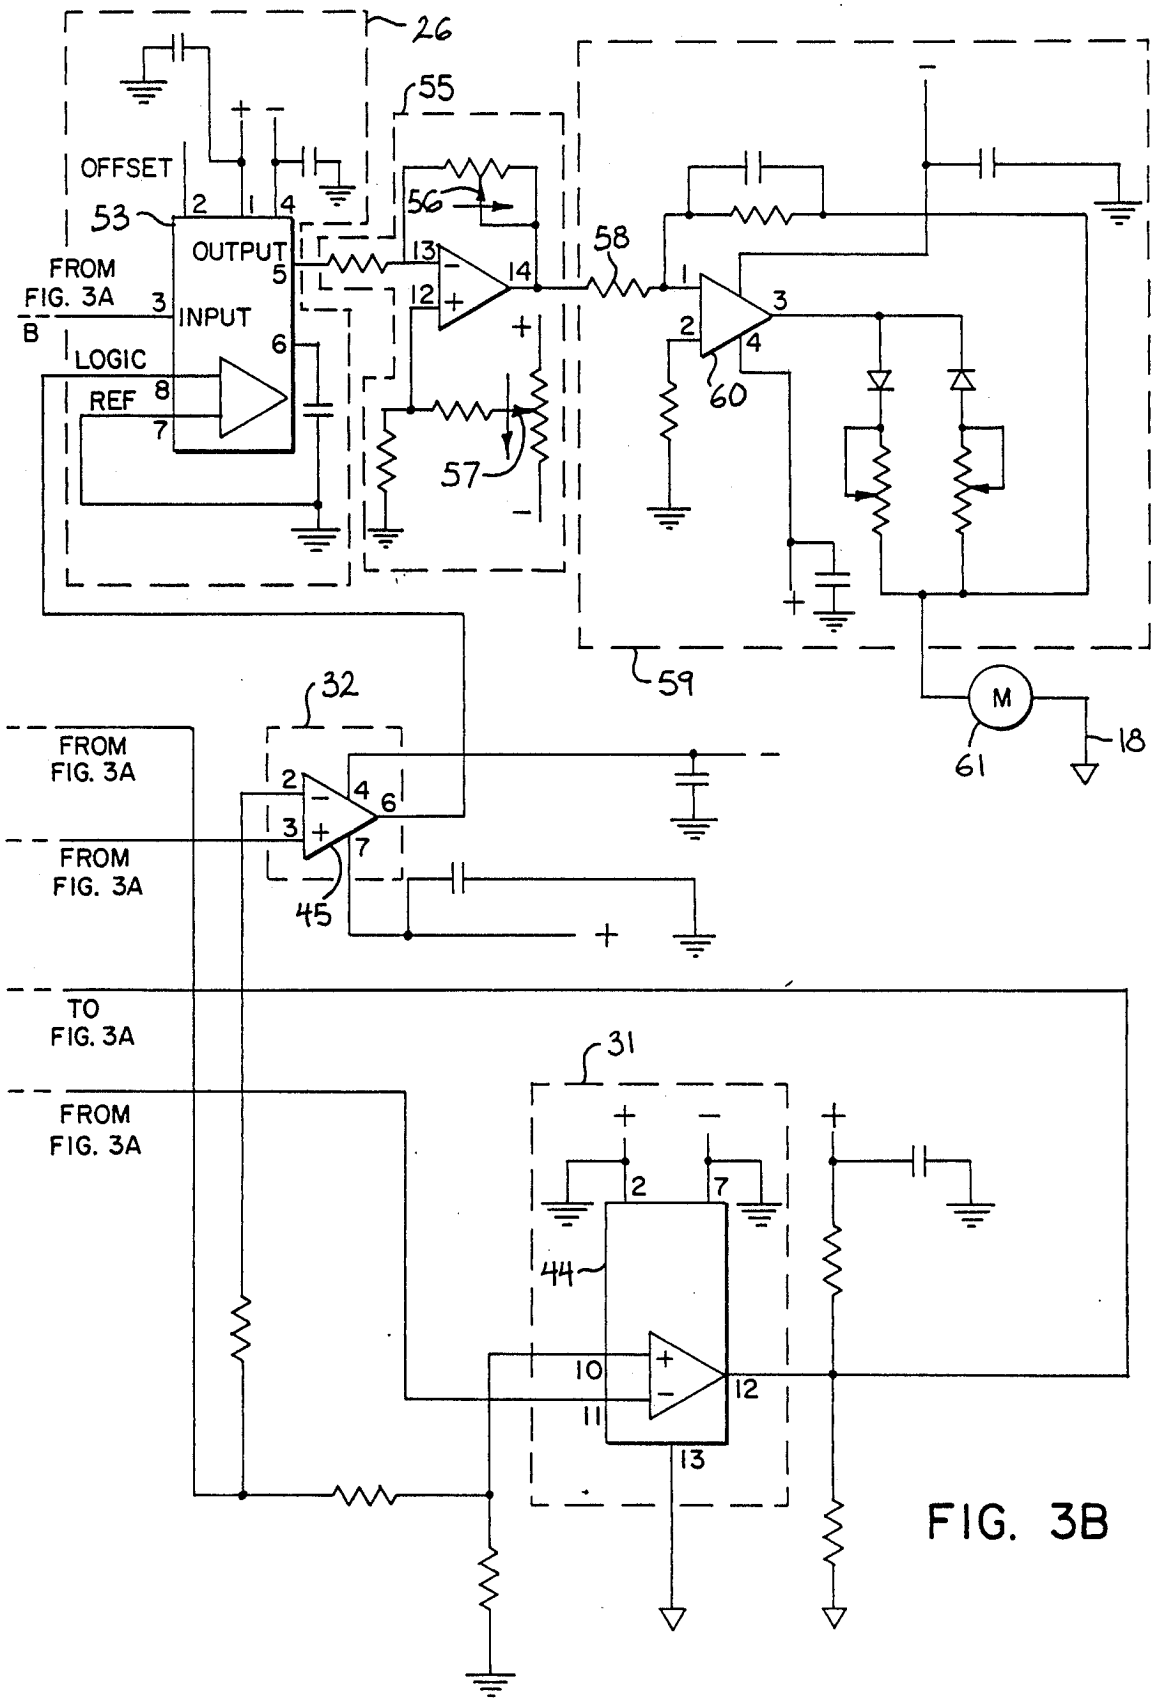 26
+ −
OFFSET
2 1 4
53
OUTPUT
5
FROM
FIG. 3A
3
B
INPUT
6
LOGIC
8
REF
7
55
56
13
−
14
12
+
+
57
−
58
−
1
3
2
4
60
+
59
M
61
18
32
FROM
FIG. 3A
2
−
4
6
−
3
+
7
FROM
FIG. 3A
45
+
TO
FIG. 3A
31
FROM
FIG. 3A
+ − +
2 7
44
10
+
12
11
−
13
FIG. 3B